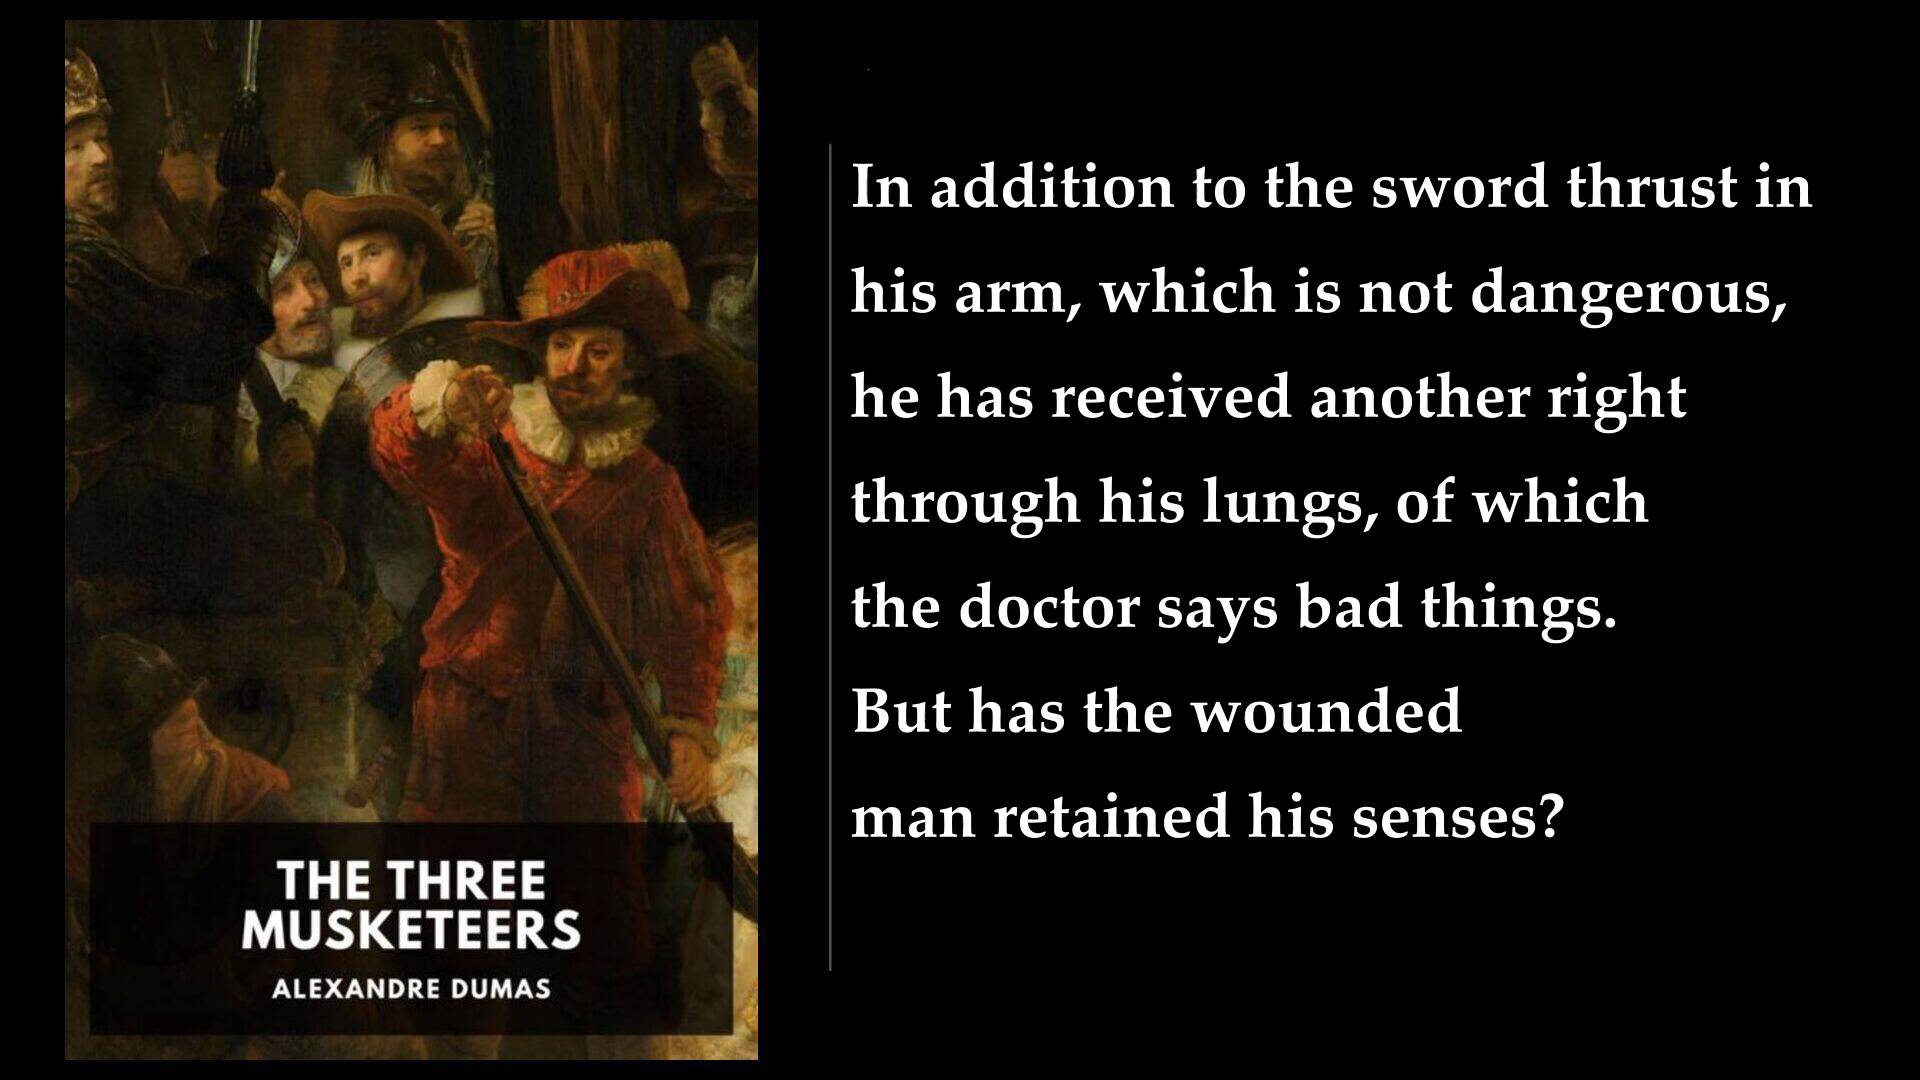 THE THREE
MUSKETEERS
ALEXANDRE DUMAS
In addition to the sword thrust in
his arm, which is not dangerous,
he has received another right
through his lungs, of which
the doctor says bad things.
But has the wounded
man retained his senses?